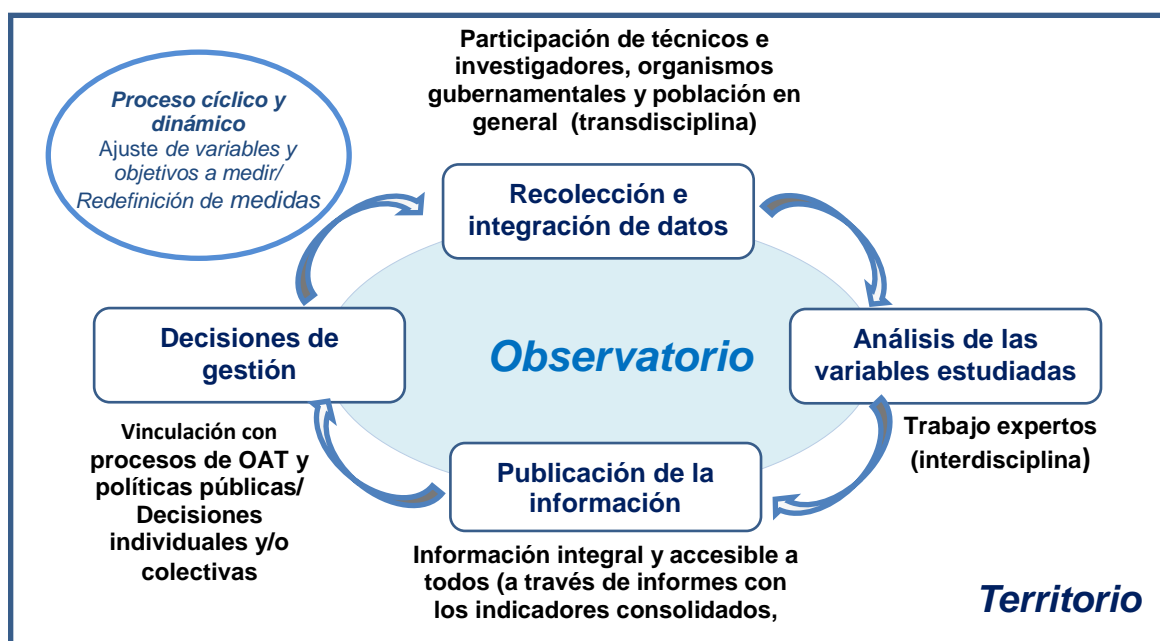 Participación de técnicos e
investigadores, organismos
gubernamentales y población en
general (transdisciplina)
Proceso cíclico y
dinámico
Ajuste de variables y
objetivos a medir/
Redefinición de medidas
Recolección e
integración de datos
Decisiones de
gestión
Observatorio
Análisis de las
variables estudiadas
Vinculación con
procesos de OAT y
políticas públicas/
Decisiones
individuales y/o
colectivas
Publicación de la
información
Trabajo expertos
(interdisciplina)
Información integral y accesible a
todos (a través de informes con
los indicadores consolidados,
Territorio